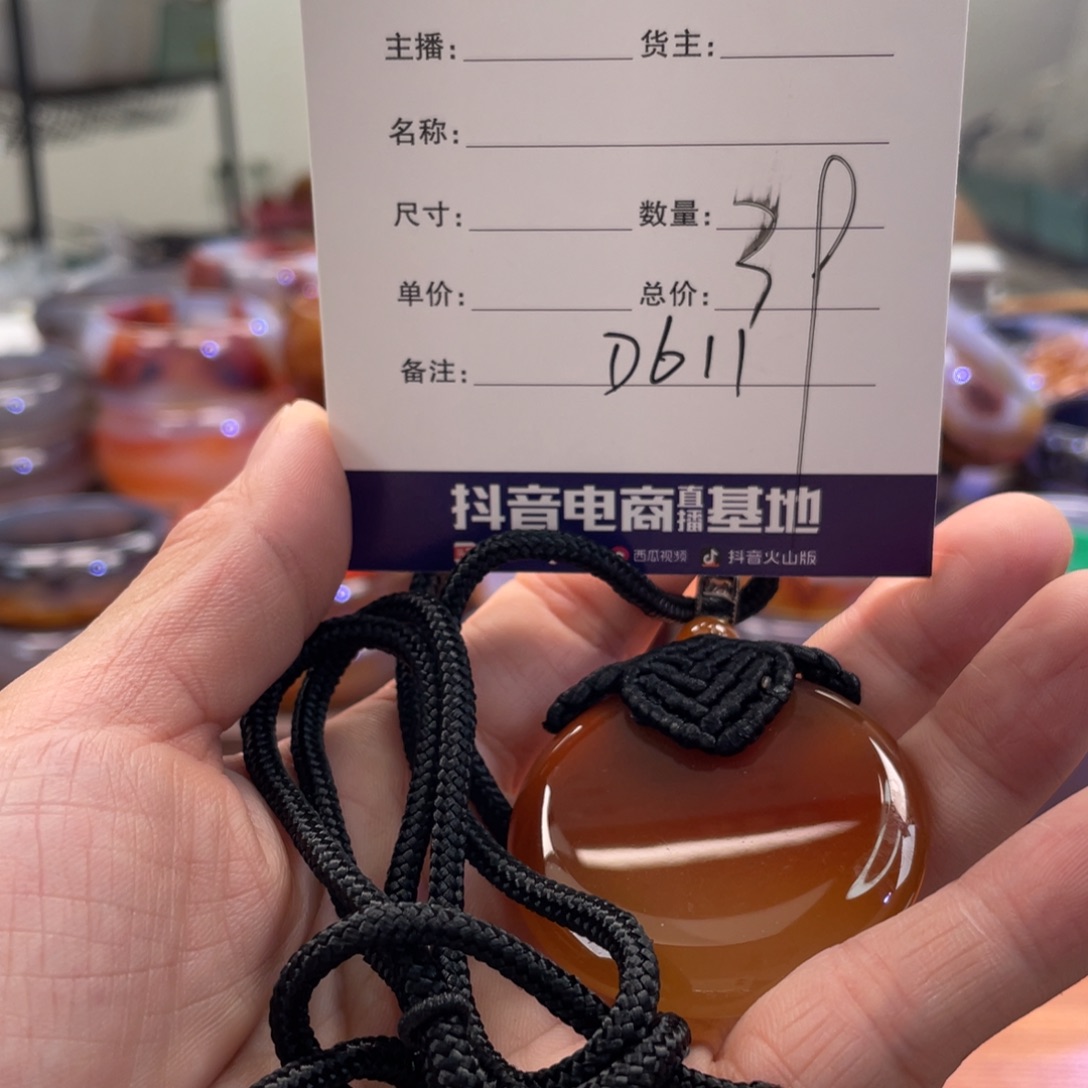 主播: 货主:
名称:
尺寸: 数量:
单价: 总价:
备注: D611
抖音电商直播基地
西瓜视频 抖音火山版